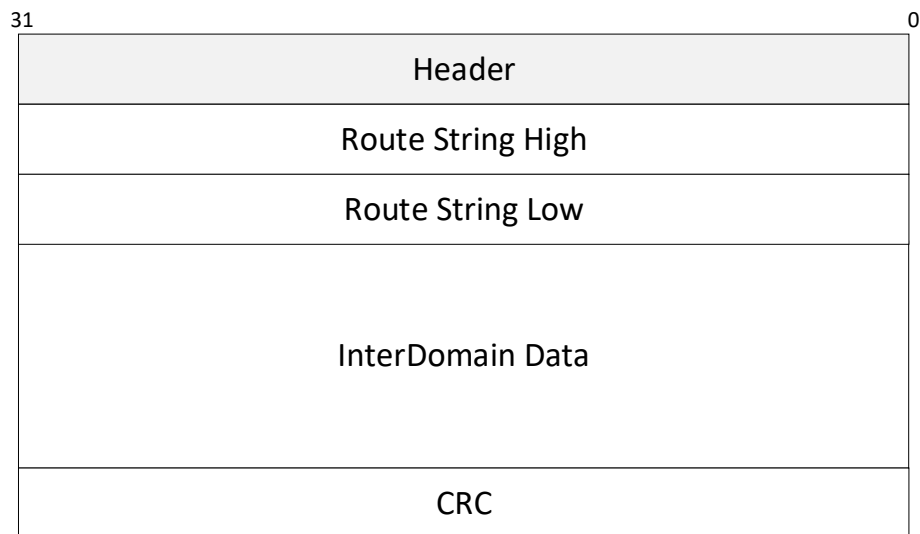 31 0
Header
Route String High
Route String Low
InterDomain Data
CRC